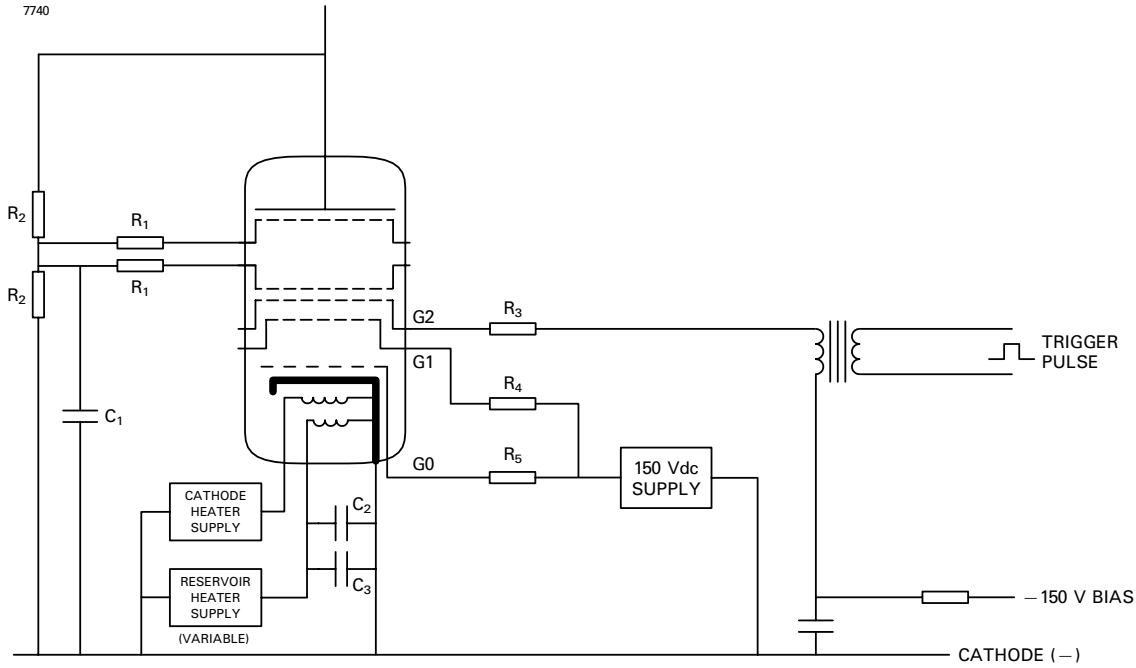 7740
R2
R1
R2
R1
C1
G2
R3
G1
R4
G0
R5
150 Vdc
SUPPLY
TRIGGER
PULSE
CATHODE
HEATER
SUPPLY
C2
C3
RESERVOIR
HEATER
SUPPLY
(VARIABLE)
−150 V BIAS
CATHODE (−)